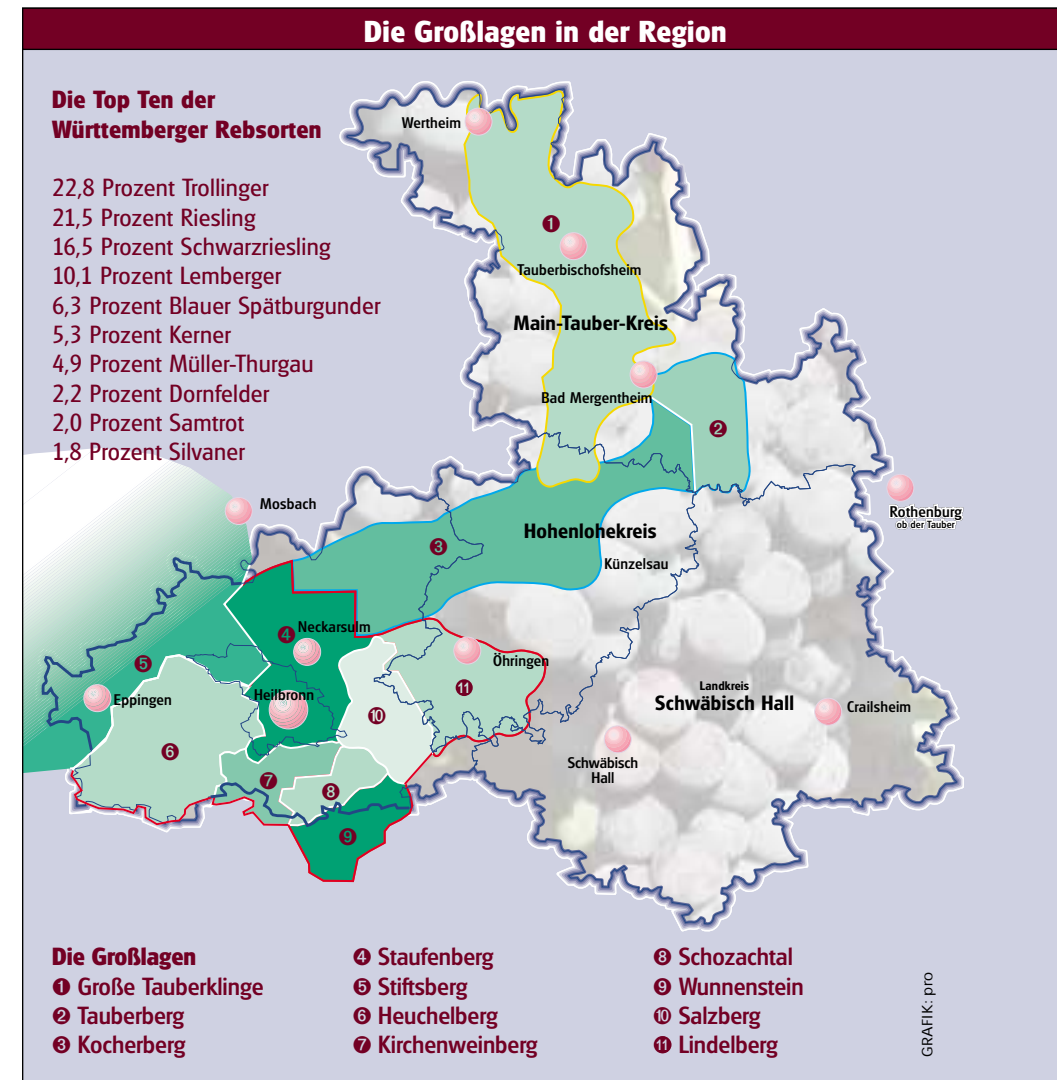 Die Großlagen in der Region
Die Top Ten der
Württemberger Rebsorten
22,8 Prozent Trollinger
21,5 Prozent Riesling
16,5 Prozent Schwarzriesling
10,1 Prozent Lemberger
6,3 Prozent Blauer Spätburgunder
5,3 Prozent Kerner
4,9 Prozent Müller-Thurgau
2,2 Prozent Dornfelder
2,0 Prozent Samtrot
1,8 Prozent Silvaner
Wertheim
❶
Tauberbischofsheim
Main-Tauber-Kreis
Bad Mergentheim
❷
Mosbach
Rothenburg
ob der Tauber
Hohenlohekreis
❸
Künzelsau
❹
Neckarsulm
❺
Öhringen
Eppingen
Heilbronn
⓫
❿
Landkreis
Schwäbisch Hall
Crailsheim
❻
Schwäbisch
Hall
❼
❽
❾
Die Großlagen
❶ Große Tauberklinge
❷ Tauberberg
❸ Kocherberg
❹ Staufenberg
❺ Stiftsberg
❻ Heuchelberg
❼ Kirchenweinberg
❽ Schozachtal
❾ Wunnenstein
❿ Salzberg
⓫ Lindelberg
GRAFIK: pro